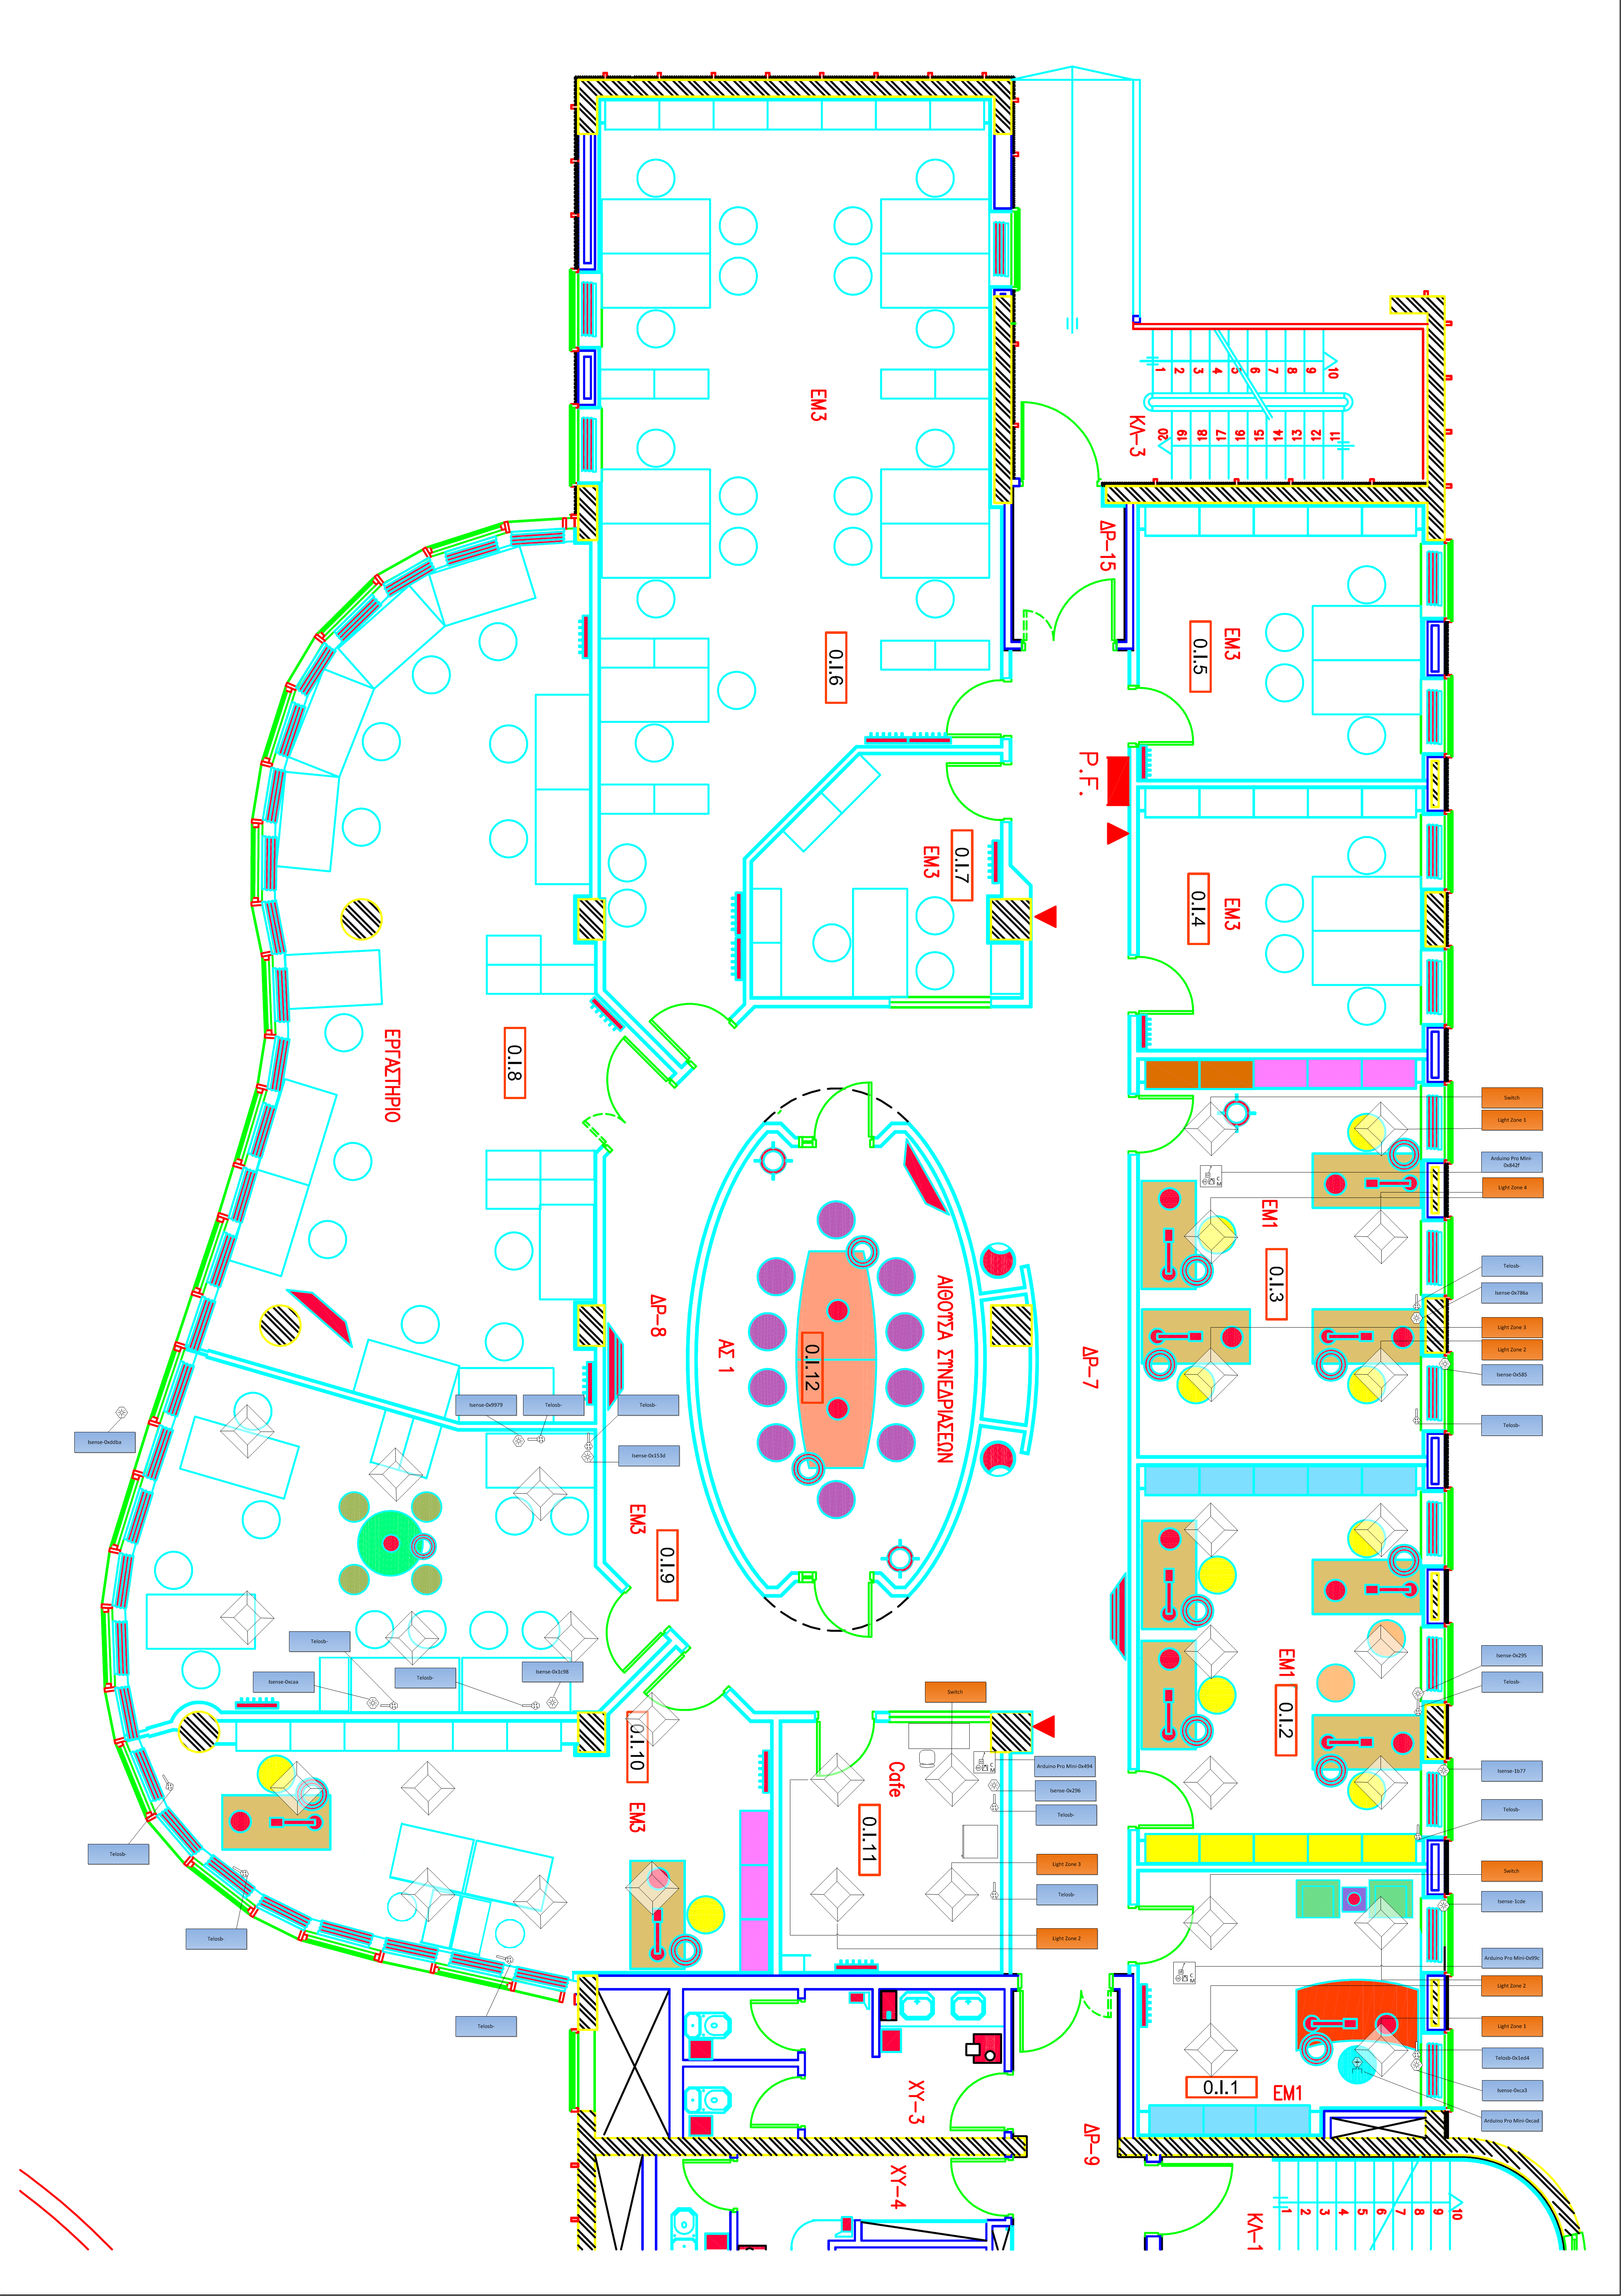 1
2
3
4
5
6
7
8
9
10
20
19
18
17
16
15
14
13
12
11
ΚΛ-3
ΕΜ3
ΔΡ-15
0.I.5
ΕΜ3
0.I.6
P.F.
0.I.7
ΕΜ3
0.I.4
ΕΜ3
0.I.8
ΕΡΓΑΣΤΗΡΙΟ
Switch
Light Zone 1
Arduino Pro Mini-
0x842f
Light Zone 4
ΕΜ1
0.I.3
Telosb-
Isense-0x786a
Light Zone 3
Light Zone 2
Isense-0x585
Telosb-
ΔΡ-8
ΑΣ 1
0.I.12
ΑΙΘΟΥΣΑ ΣΥΝΕΔΡΙΑΣΕΩΝ
ΔΡ-7
Isense-0x9979
Telosb-
Telosb-
Isense-0x153d
Isense-0xddba
ΕΜ3
0.I.9
Telosb-
Isense-0xcaa
Telosb-
Isense-0x1c98
ΕΜ1
0.I.2
Isense-0x295
Telosb-
Isense-1b77
Telosb-
Switch
0.I.10
ΕΜ3
Cafe
0.I.11
Arduino Pro Mini-0x494
Isense-0x296
Telosb-
Light Zone 3
Telosb-
Light Zone 2
Telosb-
Telosb-
Telosb-
Switch
Isense-1cde
Arduino Pro Mini-0x99c
Light Zone 2
Light Zone 1
Telosb-0x1ed4
Isense-0xca3
Arduino Pro Mini-0xcad
0.I.1
ΕΜ1
ΧΥ-3
ΔΡ-9
ΧΥ-4
ΚΛ-1
1
2
3
4
5
6
7
8
9
10